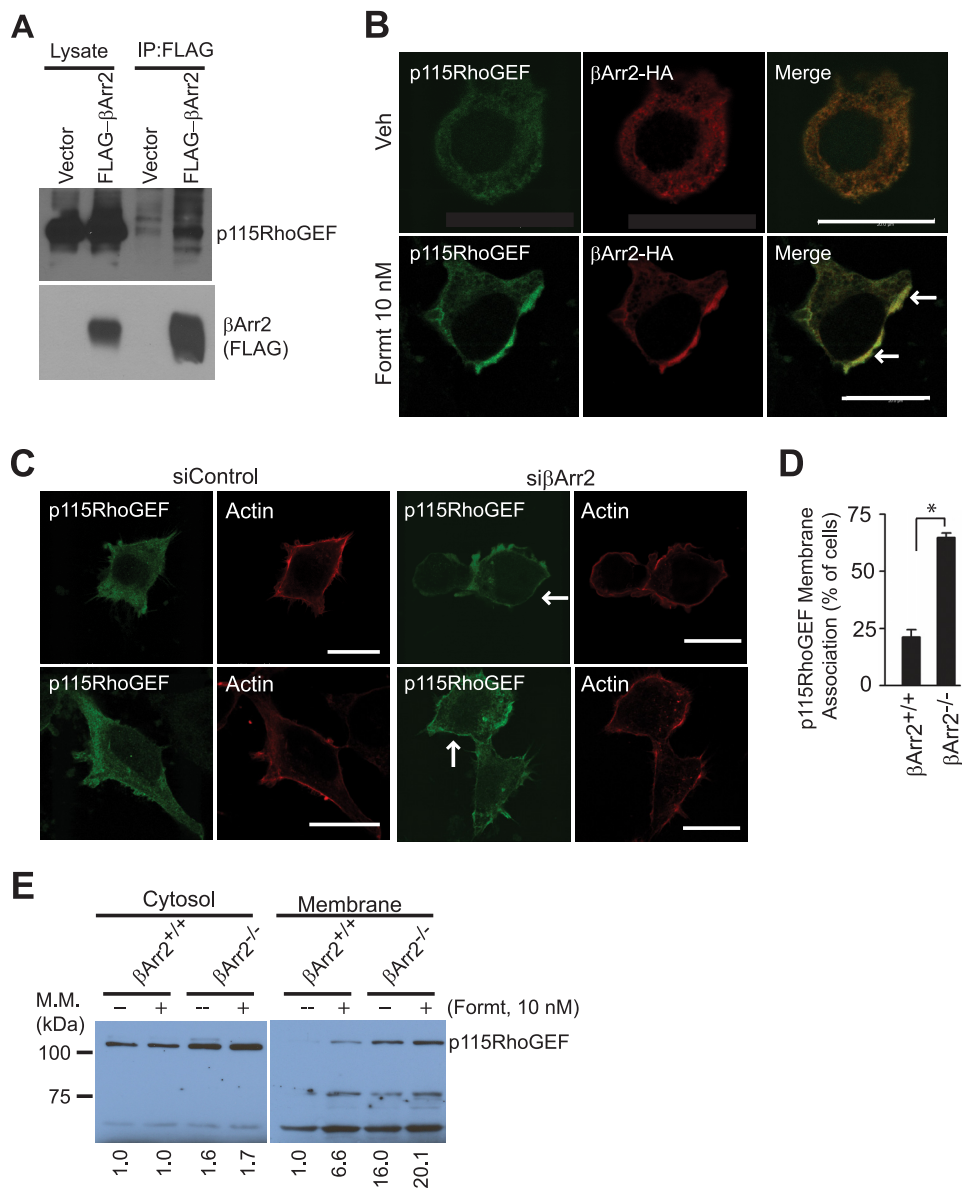 A
Lysate
IP:FLAG
Vector
FLAG–βArr2
Vector
FLAG–βArr2
p115RhoGEF
βArr2
(FLAG)
B
Veh
p115RhoGEF
βArr2-HA
Merge
Formt 10 nM
p115RhoGEF
βArr2-HA
Merge
C
siControl
siβArr2
p115RhoGEF
Actin
p115RhoGEF
Actin
p115RhoGEF
Actin
p115RhoGEF
Actin
D
p115RhoGEF Membrane
Association (% of cells)
75
50
25
0
*
βArr2+/+
βArr2-/-
E
Cytosol
Membrane
βArr2+/+
βArr2-/-
βArr2+/+
βArr2-/-
M.M.
(kDa)
– + -- + -- + – + (Formt, 10 nM)
100
75
p115RhoGEF
1.0 1.0 1.6 1.7 1.0 6.6 16.0 20.1